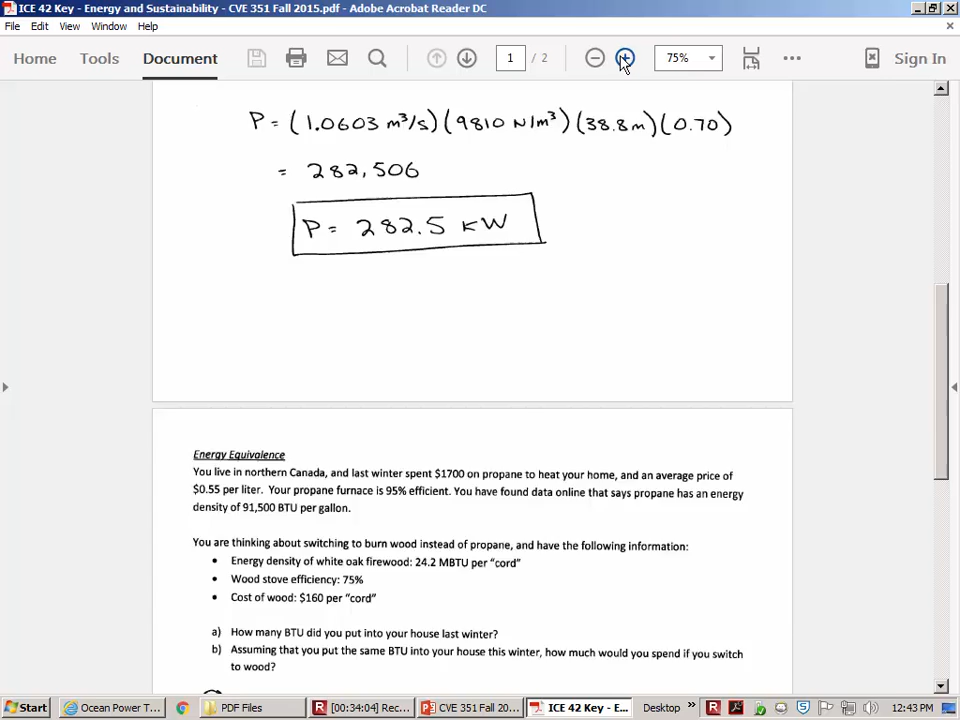 ICE 42 Key - Energy and Sustainability - CVE 351 Fall 2015.pdf - Adobe Acrobat Reader DC
File Edit View Window Help
Home Tools Document 1 / 2 75% Sign In
P = (1.0603 m³/s)(9810 N/m³)(38.8m)(0.70)
= 282,506
P = 282.5 KW
Energy Equivalence
You live in northern Canada, and last winter spent $1700 on propane to heat your home, and an average price of
$0.55 per liter. Your propane furnace is 95% efficient. You have found data online that says propane has an energy
density of 91,500 BTU per gallon.
You are thinking about switching to burn wood instead of propane, and have the following information:
• Energy density of white oak firewood: 24.2 MBTU per "cord"
• Wood stove efficiency: 75%
• Cost of wood: $160 per "cord"
a) How many BTU did you put into your house last winter?
b) Assuming that you put the same BTU into your house this winter, how much would you spend if you switch
to wood?
Start Ocean Power T... PDF Files [00:34:04] Rec... CVE 351 Fall 20... ICE 42 Key - E... Desktop » 12:43 PM